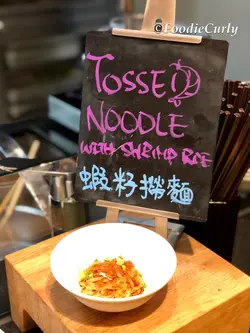 ©FoodieCurly
TOSSED
NOODLE
WITH SHRIMP ROE
蝦籽撈麵